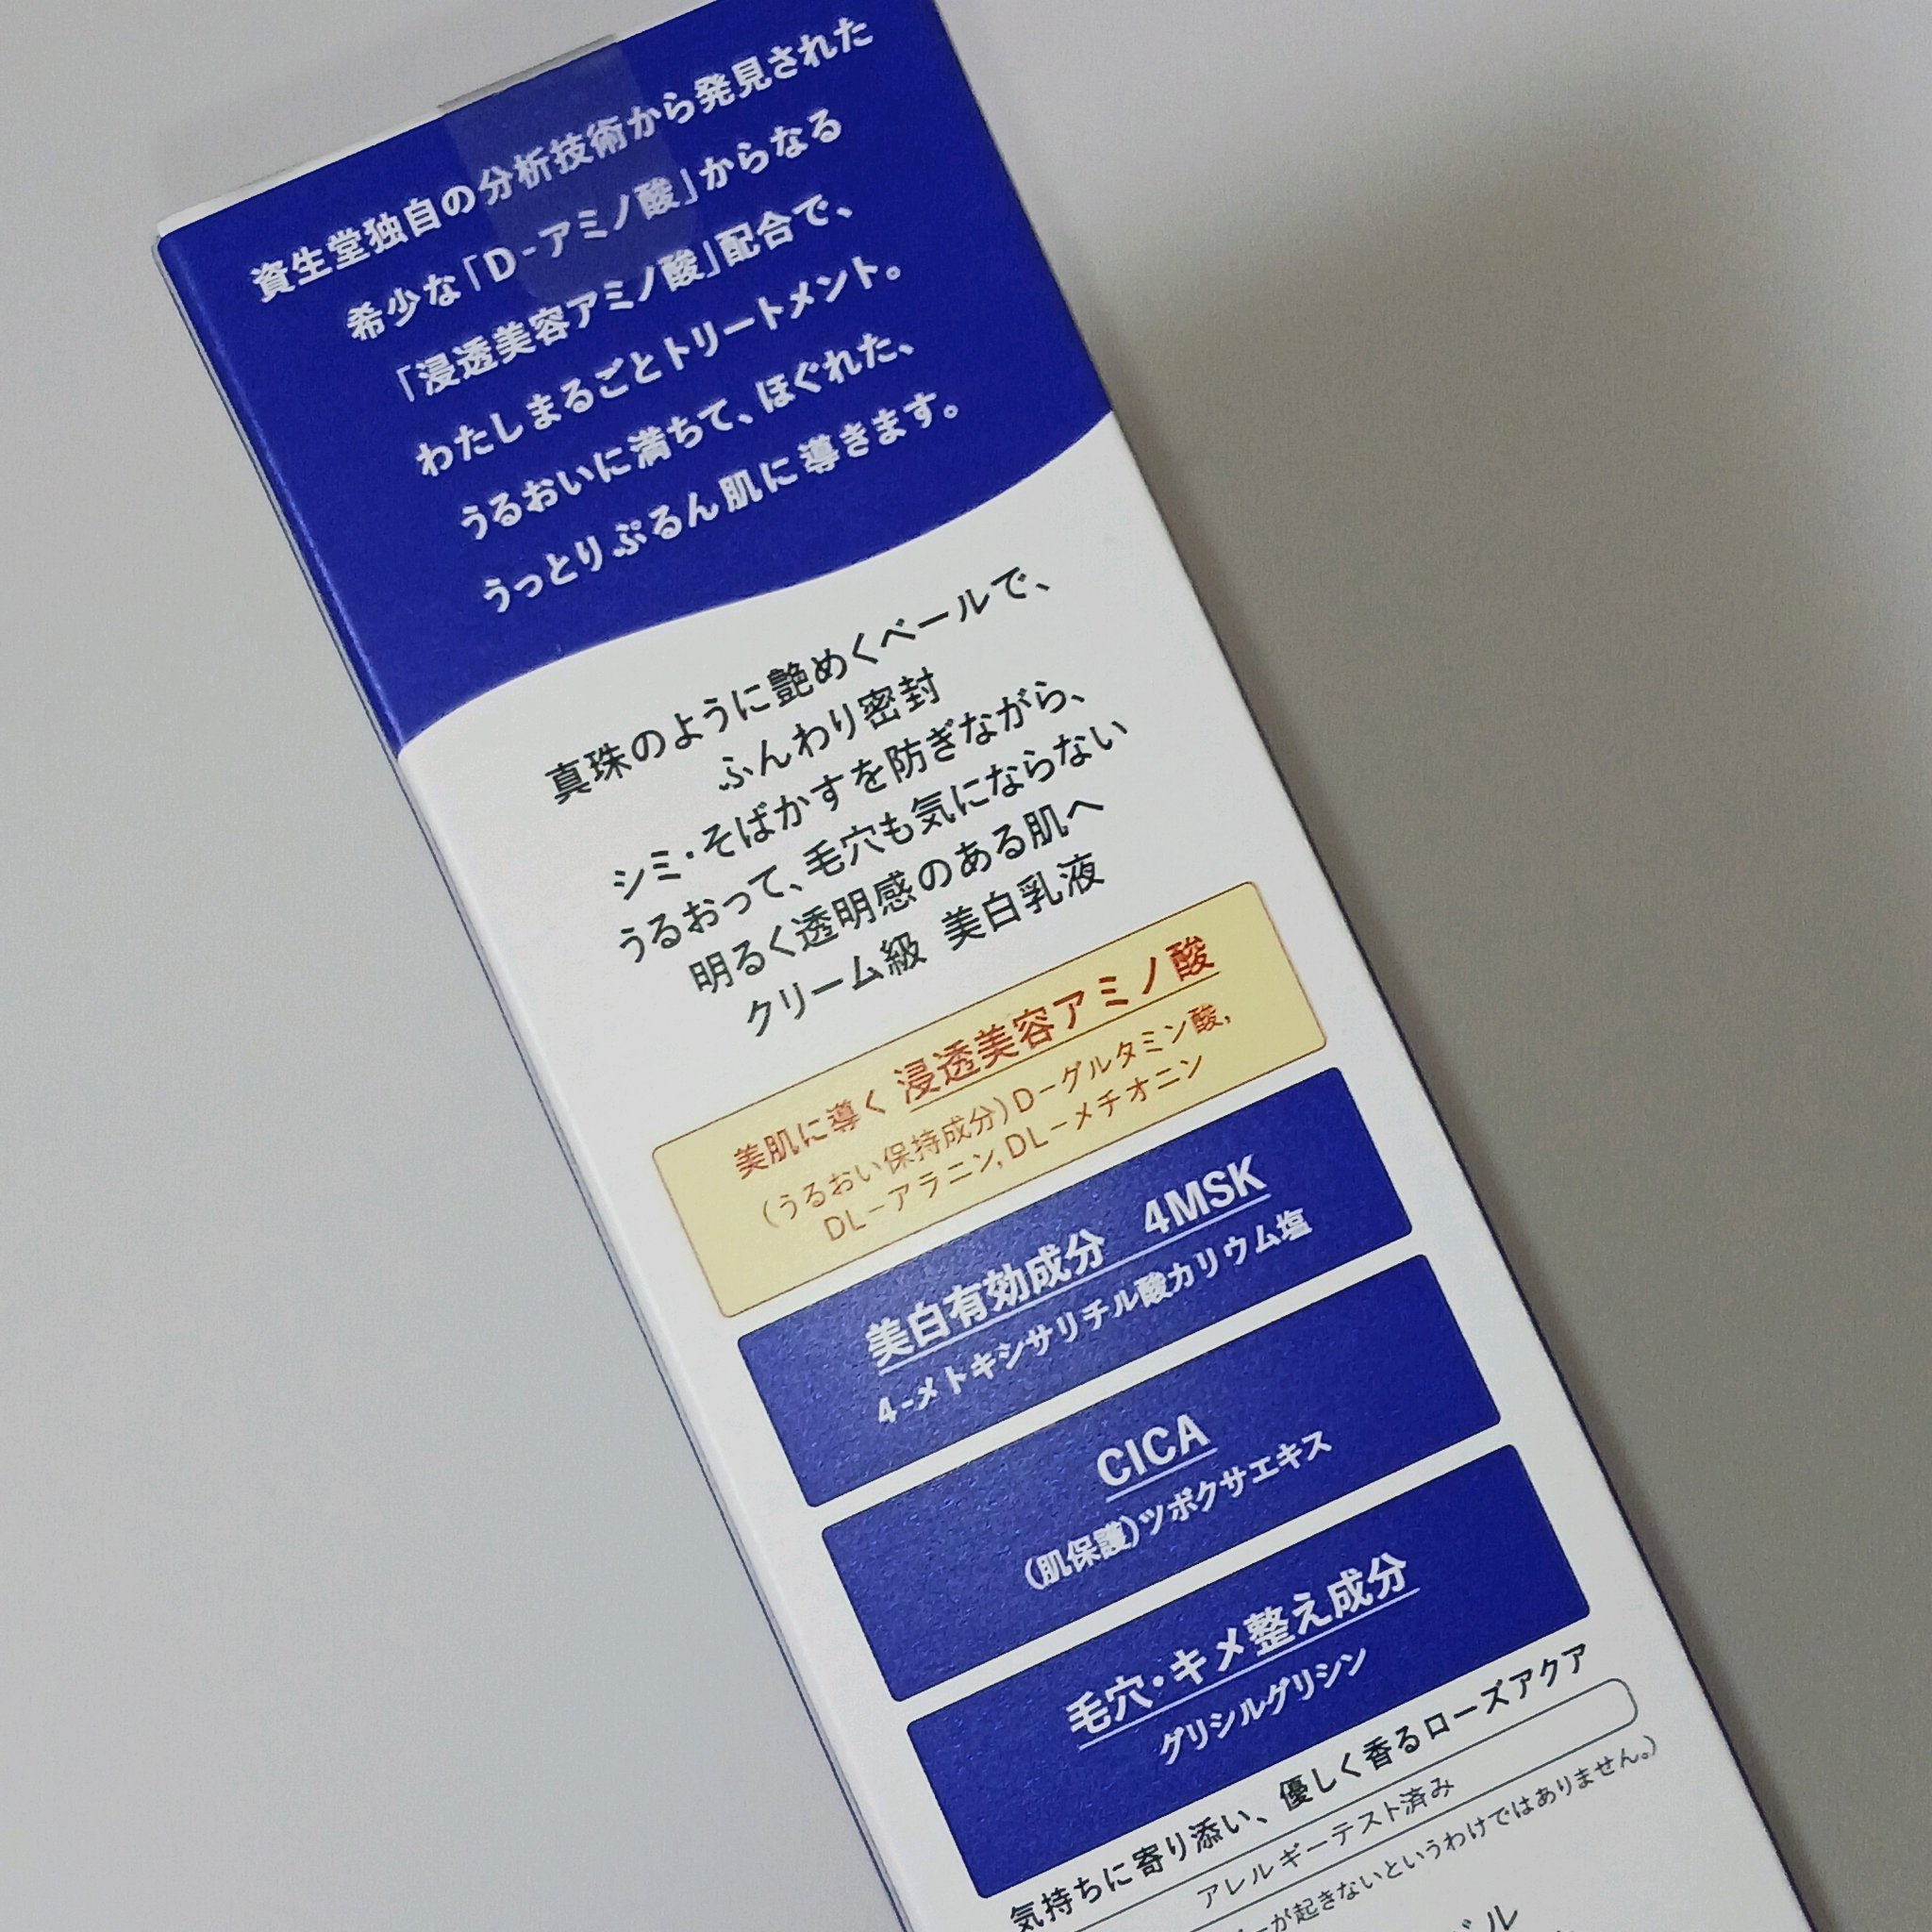 資生堂独自の分析技術から発見された
希少な「D-アミノ酸」からなる
「浸透美容アミノ酸」配合で、
わたしまるごとトリートメント。
うるおいに満ちて、ほぐれた、
うっとりぷるん肌に導きます。
真珠のように艶めくベールで、
ふんわり密封
シミ・そばかすを防ぎながら、
うるおって、毛穴も気にならない
明るく透明感のある肌へ
クリーム級 美白乳液
美肌に導く 浸透美容アミノ酸
（うるおい保持成分）D−グルタミン酸,
DL−アラニン, DL−メチオニン
美白有効成分 4MSK
4-メトキシサリチル酸カリウム塩
CICA
（肌保護）ツボクサエキス
毛穴・キメ整え成分
グリシルグリシン
気持ちに寄り添い、優しく香るローズアクア
アレルギーテスト済み
が起きないというわけではありません。）